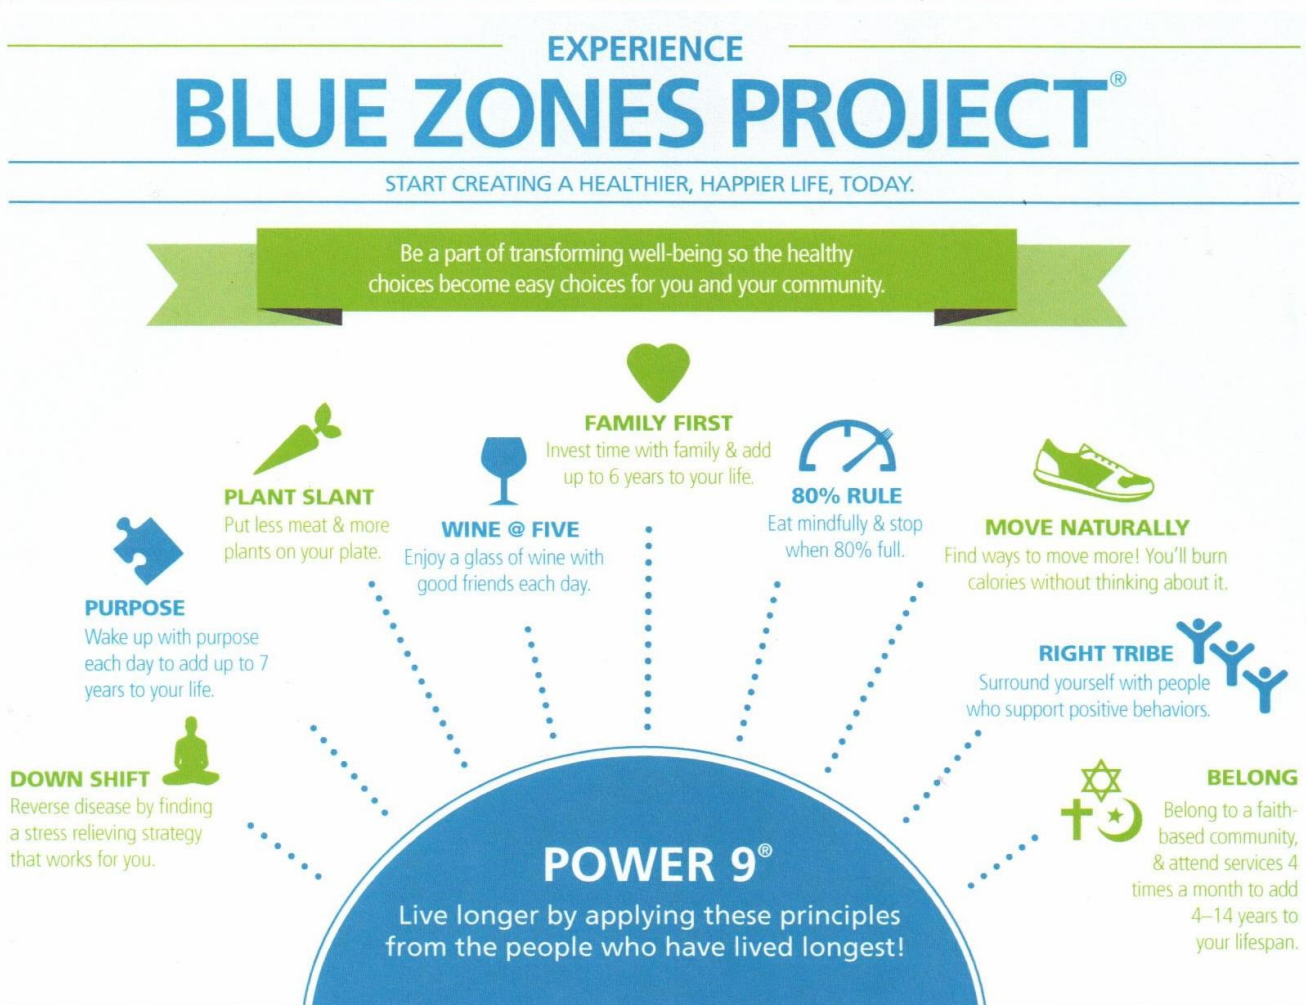 EXPERIENCE
BLUE ZONES PROJECT®
START CREATING A HEALTHIER, HAPPIER LIFE, TODAY.
Be a part of transforming well-being so the healthy
choices become easy choices for you and your community.
FAMILY FIRST
Invest time with family & add
up to 6 years to your life.
PLANT SLANT
Put less meat & more
plants on your plate.
WINE @ FIVE
Enjoy a glass of wine with
good friends each day.
80% RULE
Eat mindfully & stop
when 80% full.
MOVE NATURALLY
Find ways to move more! You'll burn
calories without thinking about it.
PURPOSE
Wake up with purpose
each day to add up to 7
years to your life.
RIGHT TRIBE
Surround yourself with people
who support positive behaviors.
DOWN SHIFT
Reverse disease by finding
a stress relieving strategy
that works for you.
BELONG
Belong to a faith-
based community,
& attend services 4
times a month to add
4–14 years to
your lifespan.
POWER 9®
Live longer by applying these principles
from the people who have lived longest!